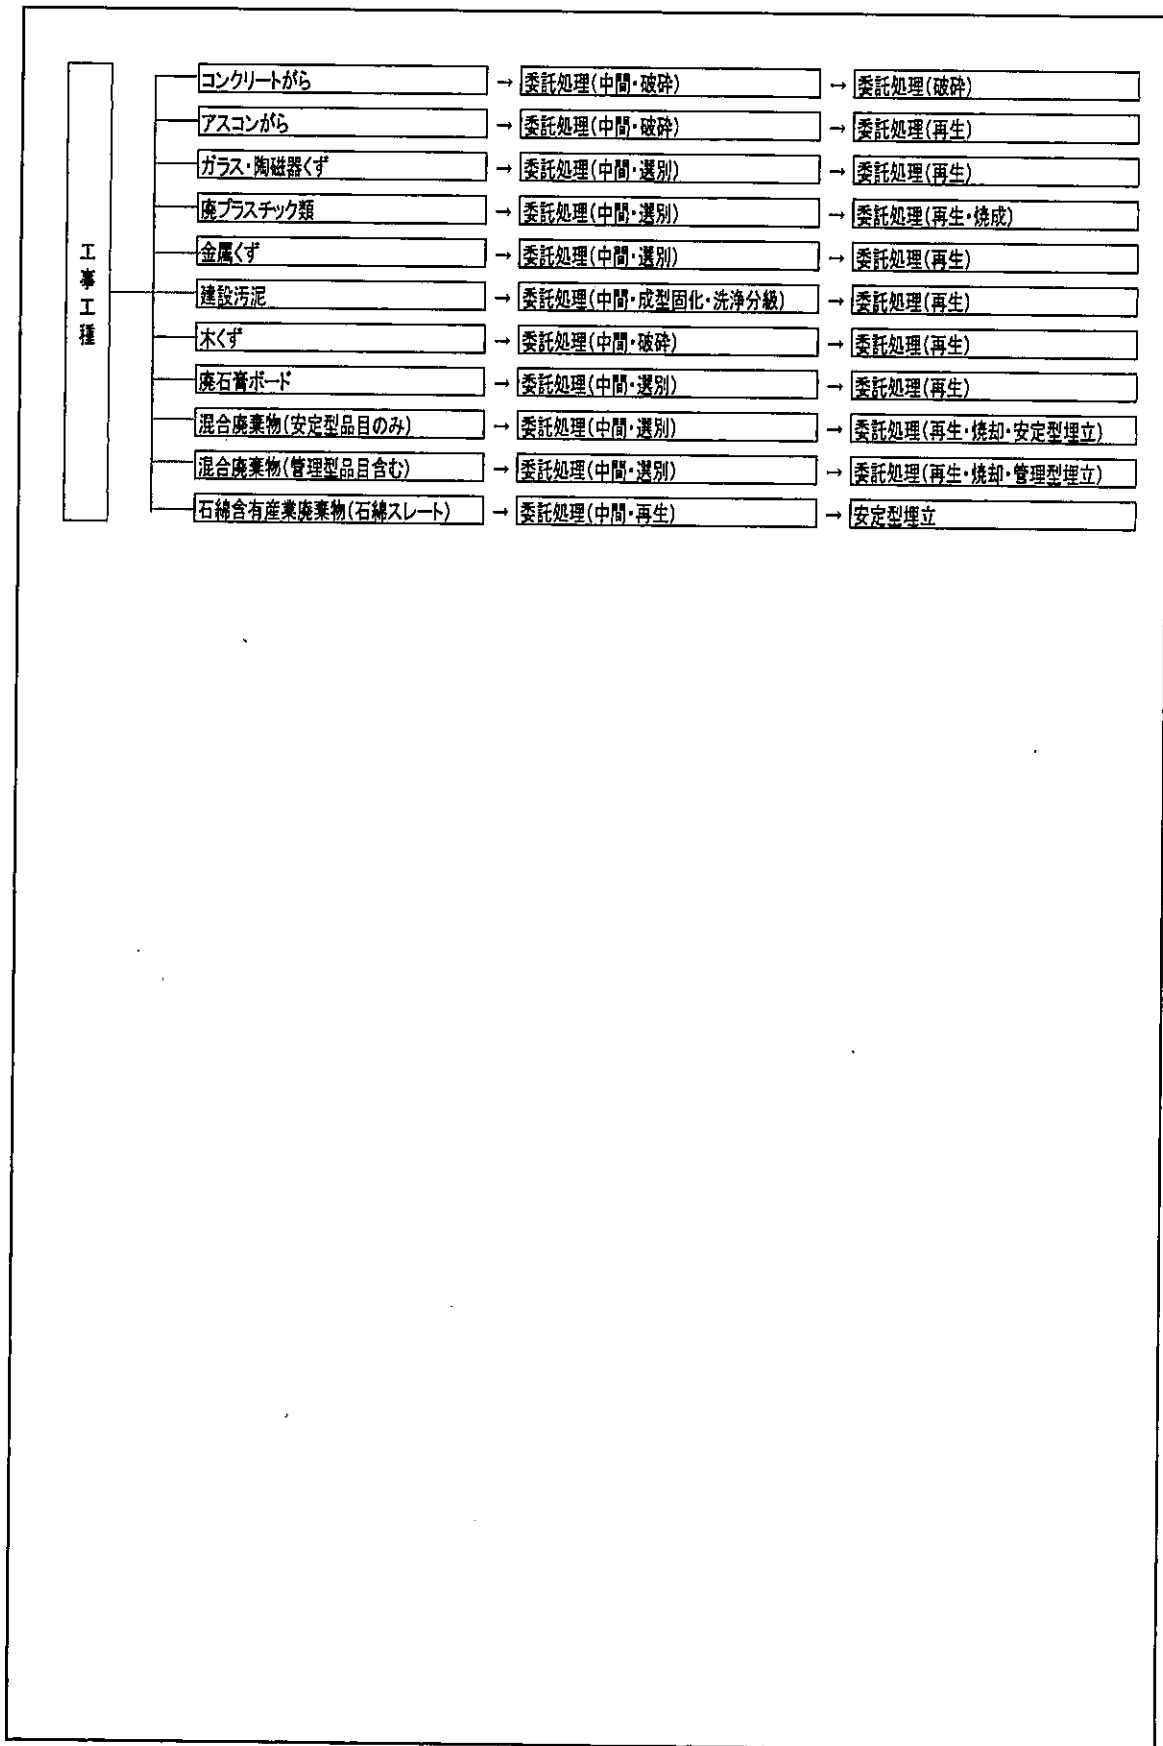 工事工種
コンクリートがら → 委託処理(中間・破砕) → 委託処理(破砕)
アスコンがら → 委託処理(中間・破砕) → 委託処理(再生)
ガラス・陶磁器くず → 委託処理(中間・選別) → 委託処理(再生)
廃プラスチック類 → 委託処理(中間・選別) → 委託処理(再生・焼成)
金属くず → 委託処理(中間・選別) → 委託処理(再生)
建設汚泥 → 委託処理(中間・成型固化・洗浄分級) → 委託処理(再生)
木くず → 委託処理(中間・破砕) → 委託処理(再生)
廃石膏ボード → 委託処理(中間・選別) → 委託処理(再生)
混合廃棄物(安定型品目のみ) → 委託処理(中間・選別) → 委託処理(再生・焼却・安定型埋立)
混合廃棄物(管理型品目含む) → 委託処理(中間・選別) → 委託処理(再生・焼却・管理型埋立)
石綿含有産業廃棄物(石綿スレート) → 委託処理(中間・再生) → 安定型埋立